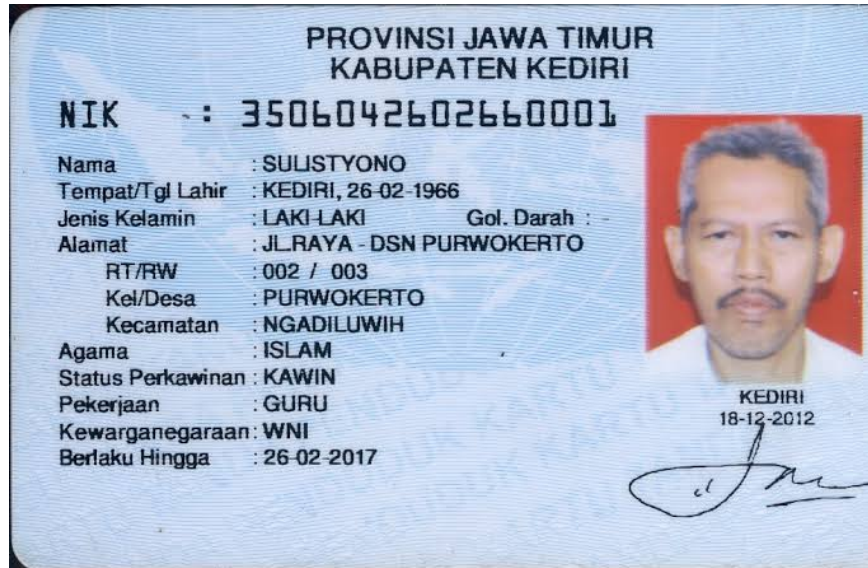 PROVINSI JAWA TIMUR
KABUPATEN KEDIRI
NIK : 3506042602660001
Nama : SULISTYONO
Tempat/Tgl Lahir : KEDIRI, 26-02-1966
Jenis Kelamin : LAKI-LAKI Gol. Darah : -
Alamat : JL.RAYA - DSN PURWOKERTO
RT/RW : 002 / 003
Kel/Desa : PURWOKERTO
Kecamatan : NGADILUWIH
Agama : ISLAM
Status Perkawinan : KAWIN
Pekerjaan : GURU
Kewarganegaraan : WNI
Berlaku Hingga : 26-02-2017
KEDIRI
18-12-2012